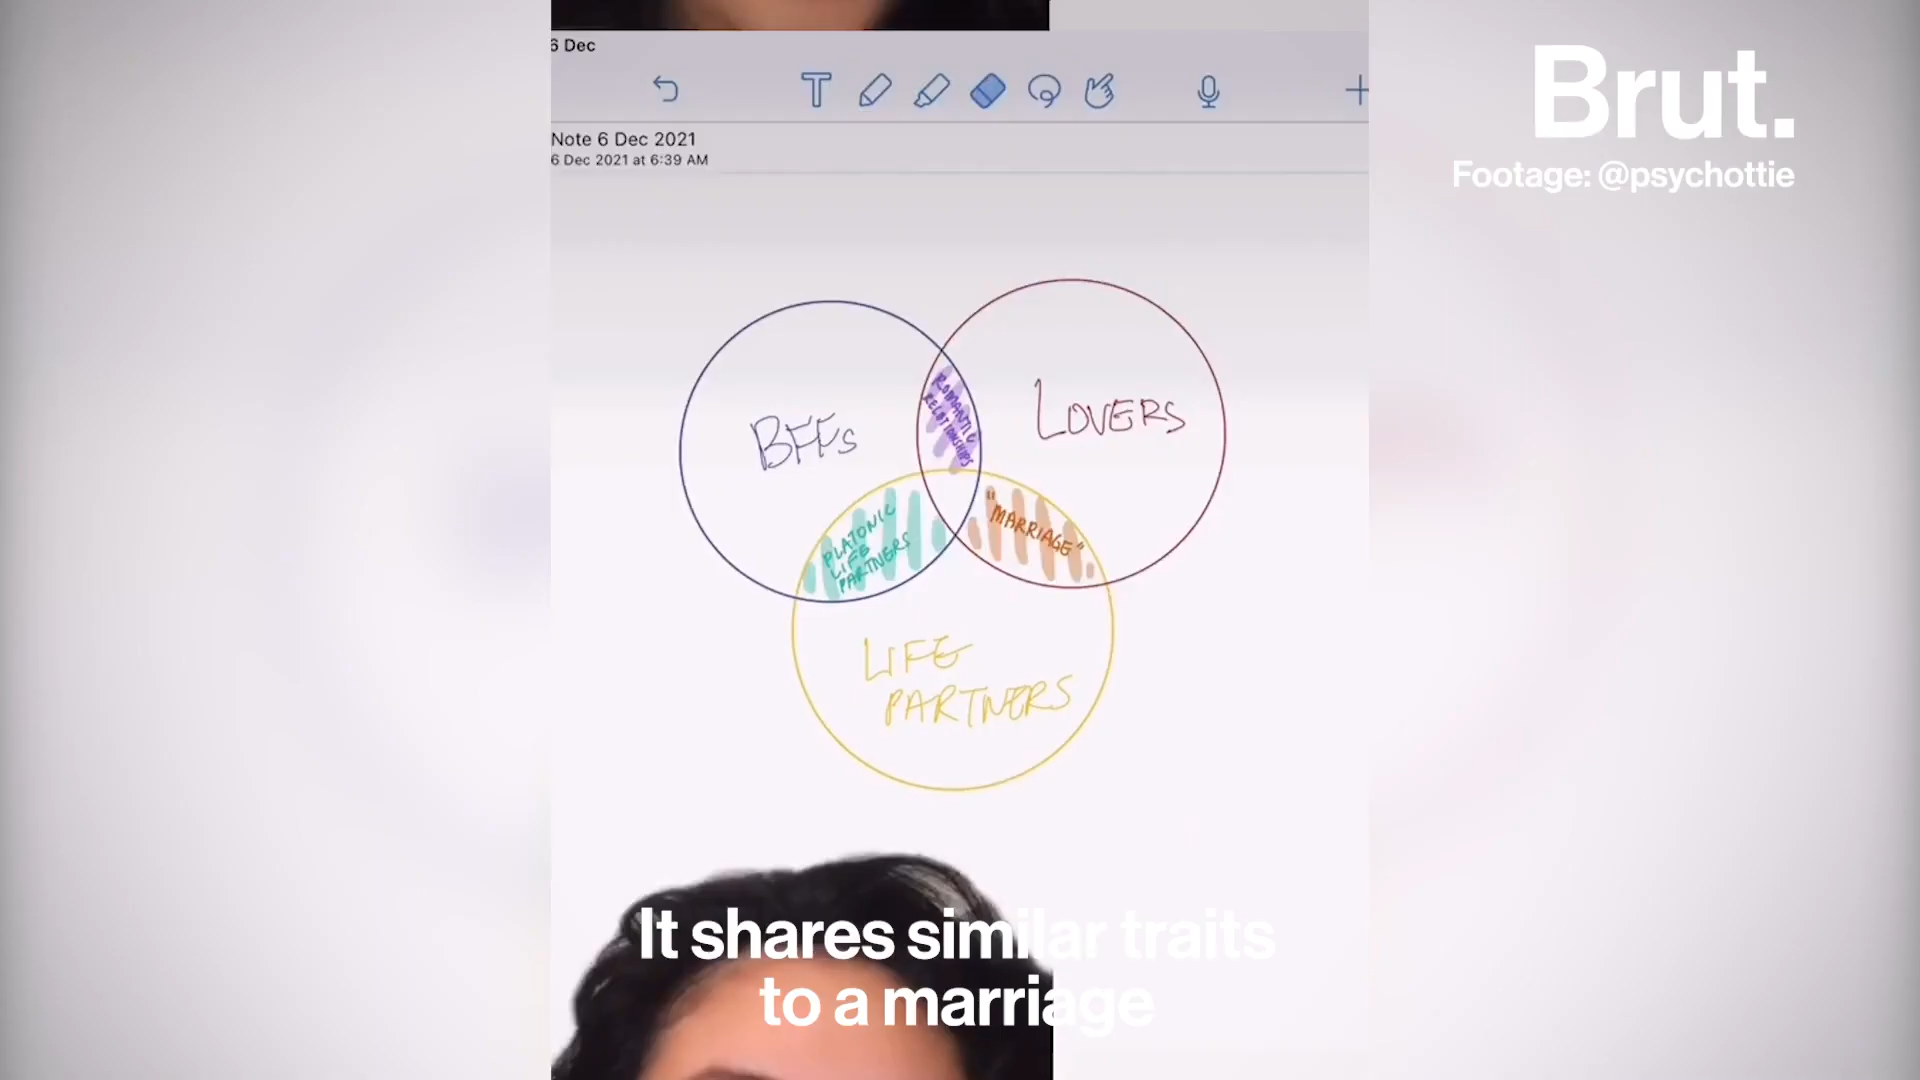 6 Dec
Brut.
Footage: @psychottie
Note 6 Dec 2021
6 Dec 2021 at 6:39 AM
BFFs
ROMANTIC
RELATIONSHIPS
LOVERS
PLATONIC
LIFE
PARTNERS
"MARRIAGE"
LIFE
PARTNERS
It shares similar traits
to a marriage